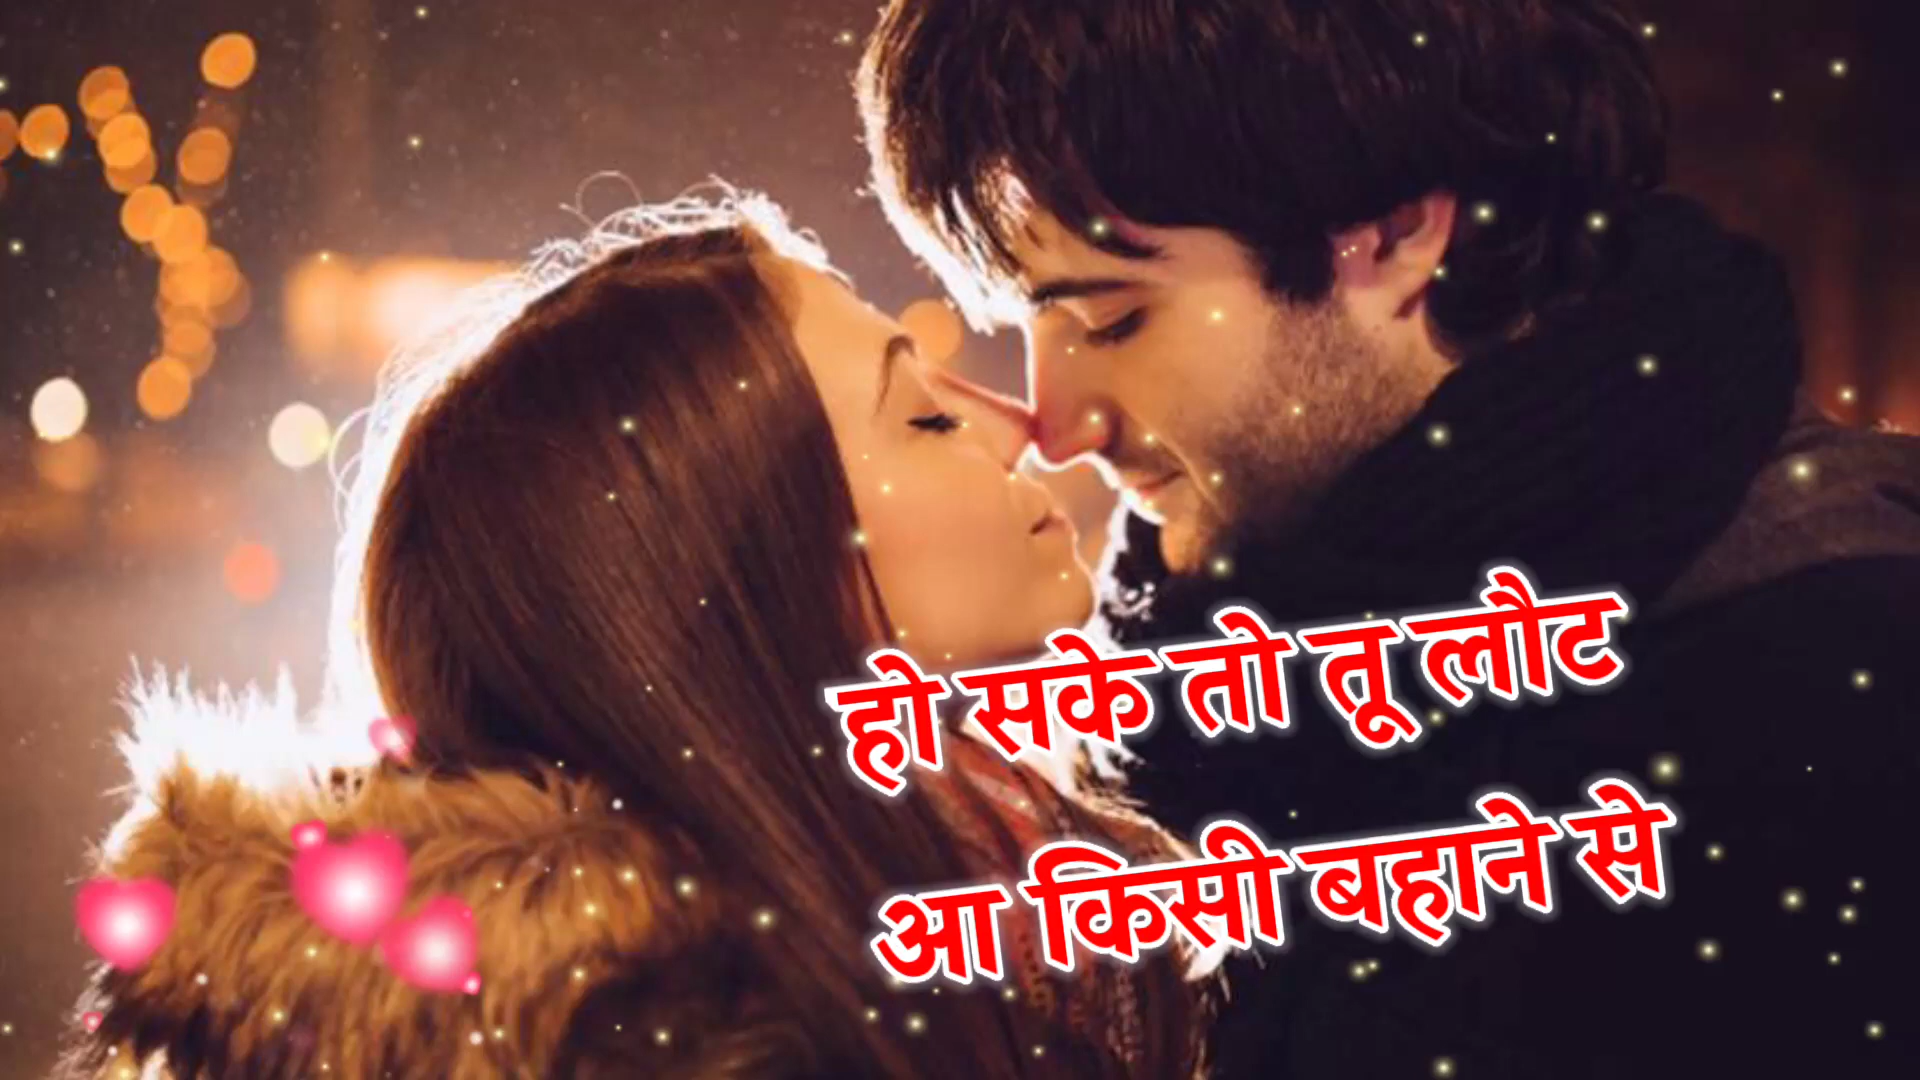 हो सके तो तू लौट
आ किसी बहाने से